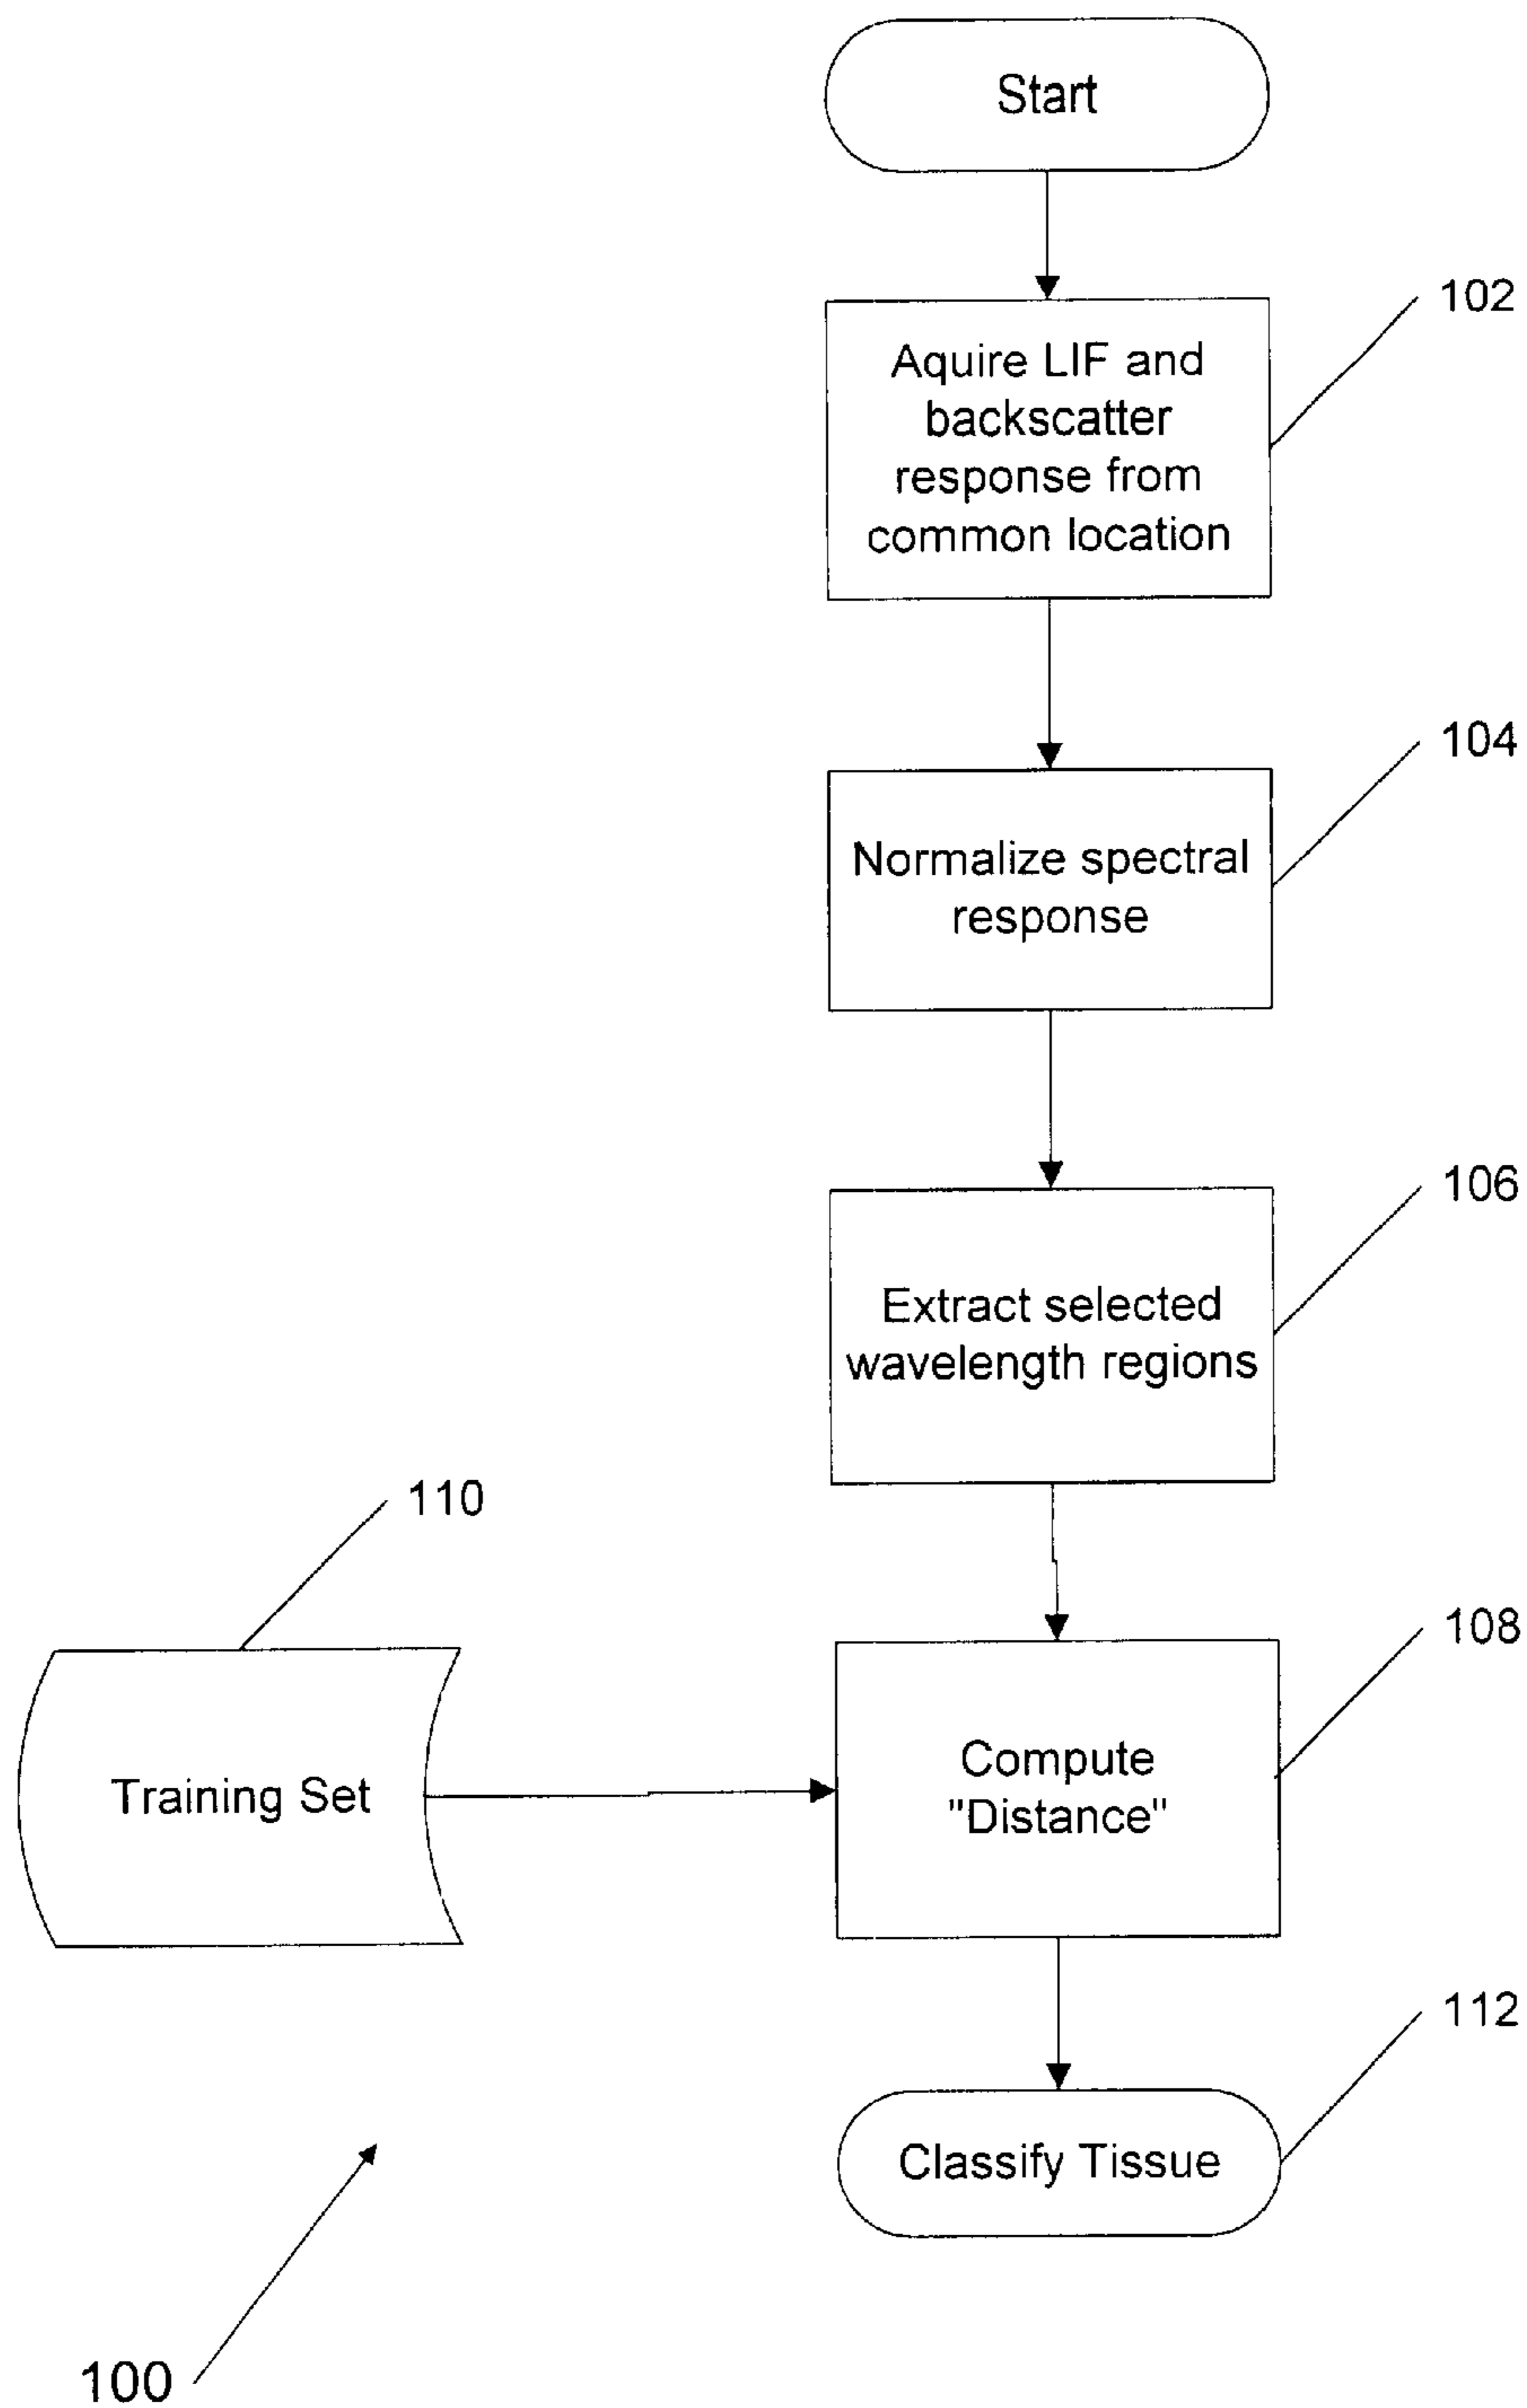 Start
102
Aquire LIF and
backscatter
response from
common location
104
Normalize spectral
response
106
Extract selected
wavelength regions
110
108
Training Set
Compute
"Distance"
112
Classify Tissue
100